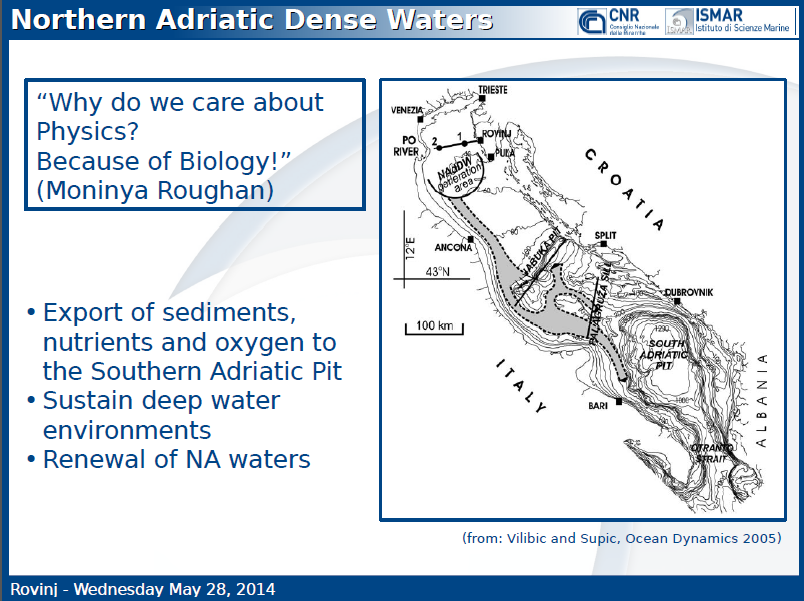 Northern Adriatic Dense Waters
CNR
Consiglio Nazionale
delle Ricerche
ISMAR
ISMAR
Istituto di Scienze Marine
“Why do we care about
Physics?
Because of Biology!”
(Moninya Roughan)
• Export of sediments,
nutrients and oxygen to
the Southern Adriatic Pit
• Sustain deep water
environments
• Renewal of NA waters
TRIESTE
VENEZIA
PO
RIVER
2
1
ROVINJ
PULA
NAdDW
generation
area
CROATIA
ANCONA
12°E
43°N
JABUKA PIT
SPLIT
PALAGRUŽA SILL
DUBROVNIK
100 km
1200
SOUTH
ADRIATIC
PIT
ITALY
BARI
1000
ALBANIA
OTRANTO
STRAIT
(from: Vilibic and Supic, Ocean Dynamics 2005)
Rovinj - Wednesday May 28, 2014